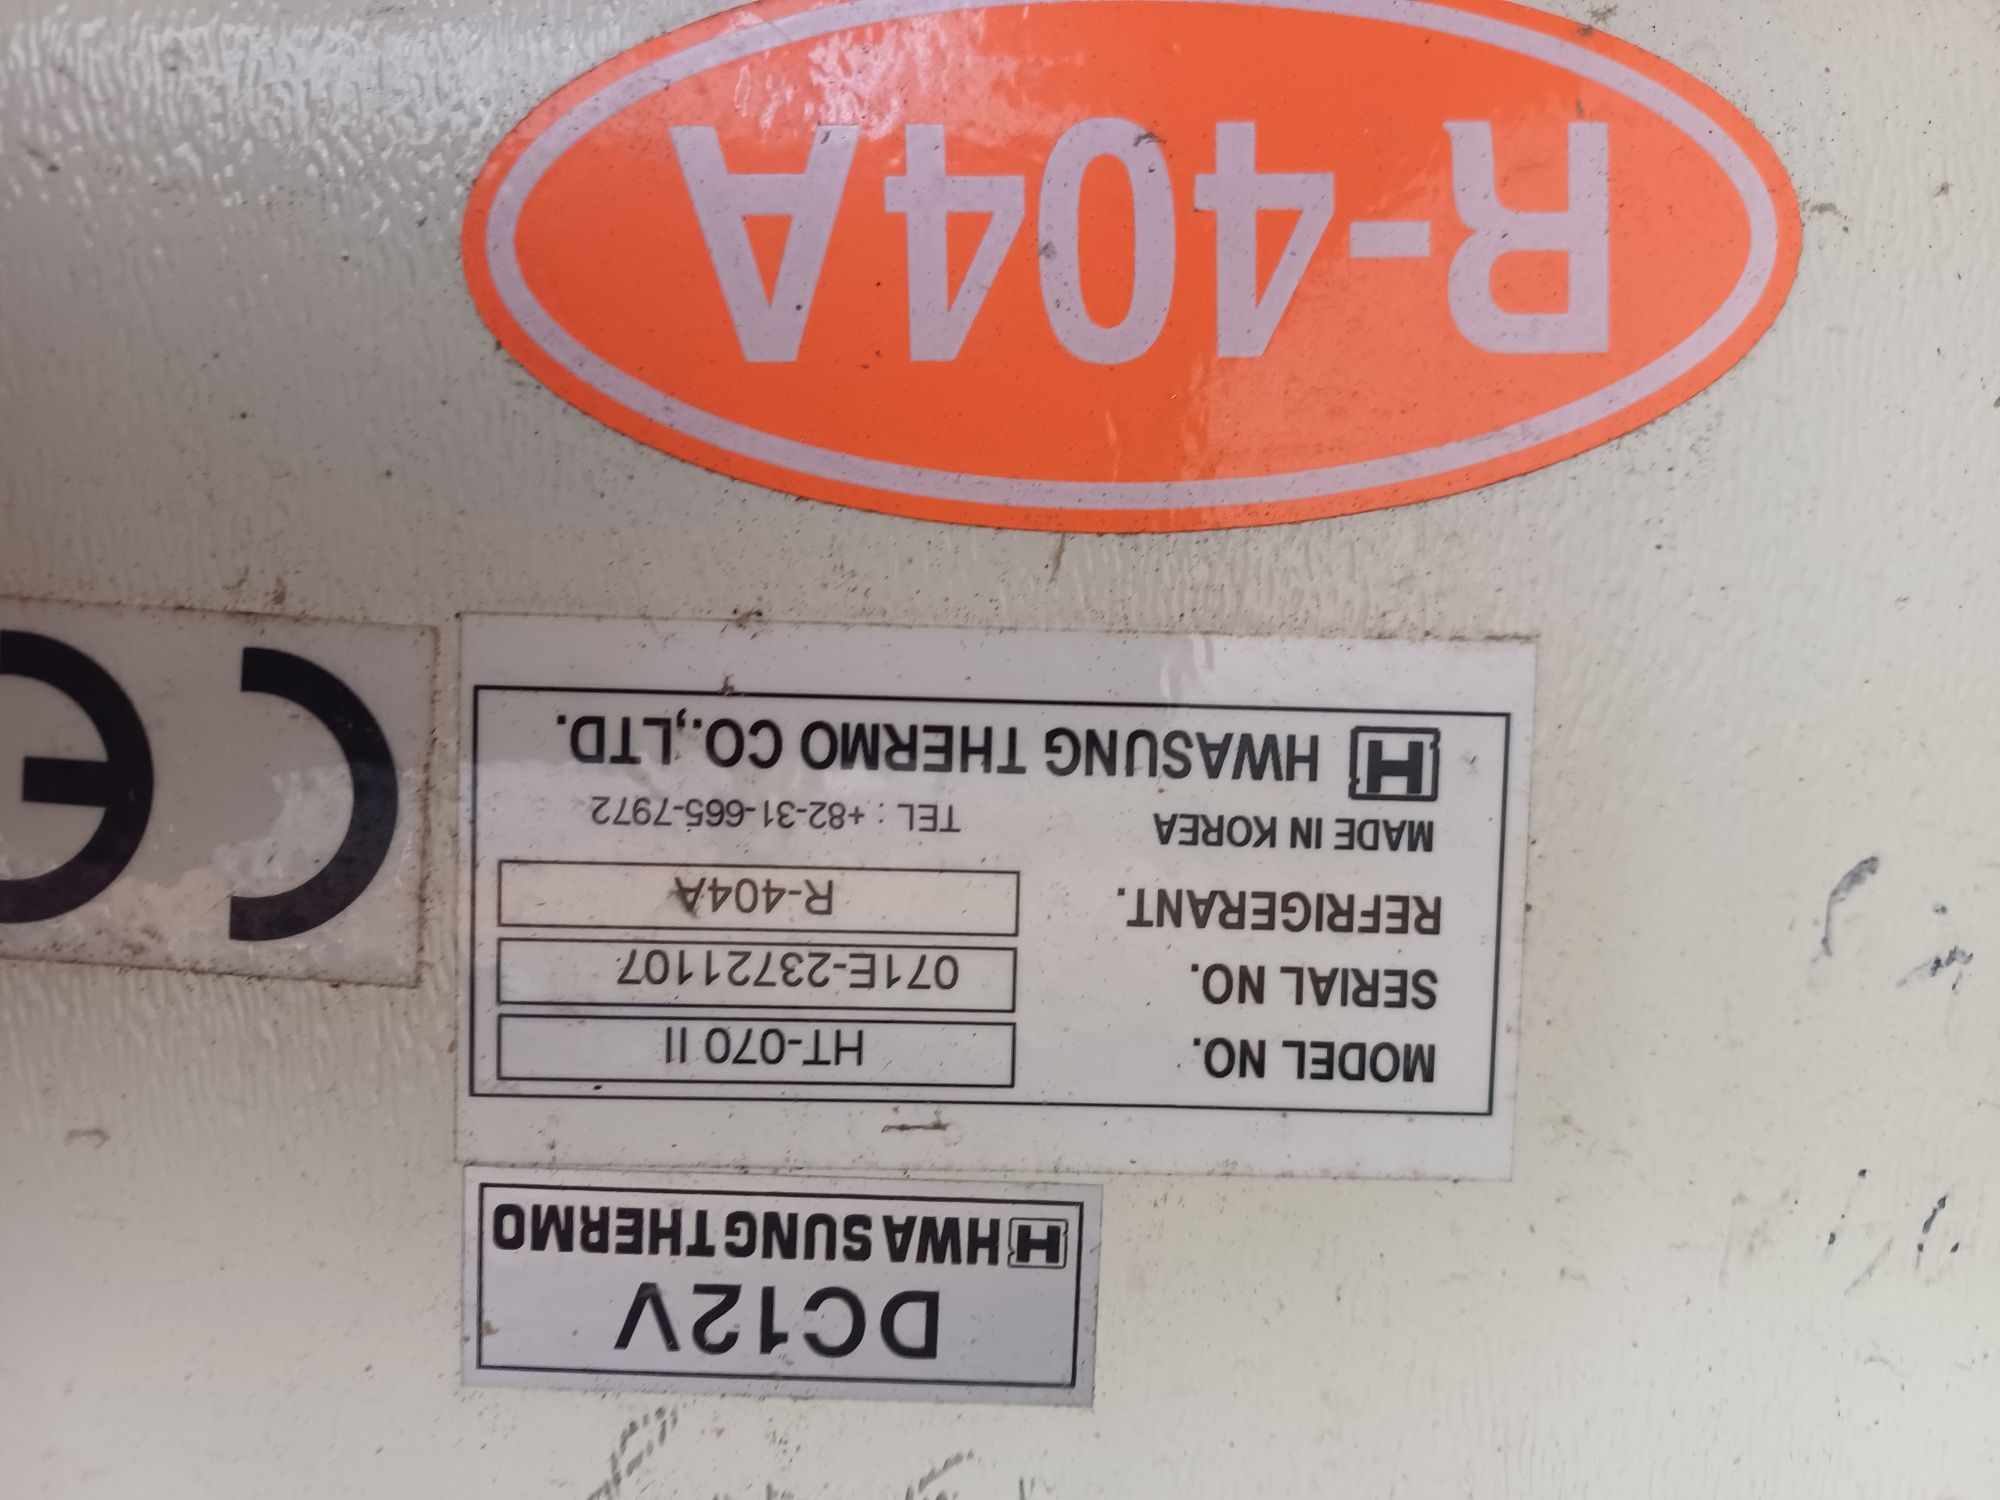 DC12V
H HWASUNGTHERMO
MODEL NO. HT-070 II
SERIAL NO. 071E-23721107
REFRIGERANT. R-404A
MADE IN KOREA TEL : +82-31-665-7972
H HWASUNG THERMO CO.,LTD.
CE
R-404A